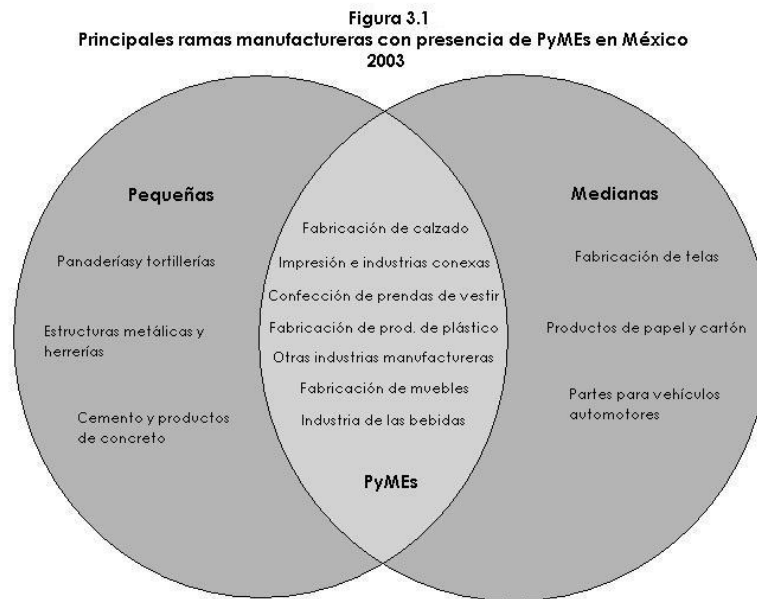 Figura 3.1
Principales ramas manufactureras con presencia de PyMEs en México
2003
Pequeñas
Panaderíasy tortillerías
Estructuras metálicas y
herrerías
Cemento y productos
de concreto
Fabricación de calzado
Impresión e industrias conexas
Confección de prendas de vestir
Fabricación de prod. de plástico
Otras industrias manufactureras
Fabricación de muebles
Industria de las bebidas
PyMEs
Medianas
Fabricación de telas
Productos de papel y cartón
Partes para vehículos
automotores